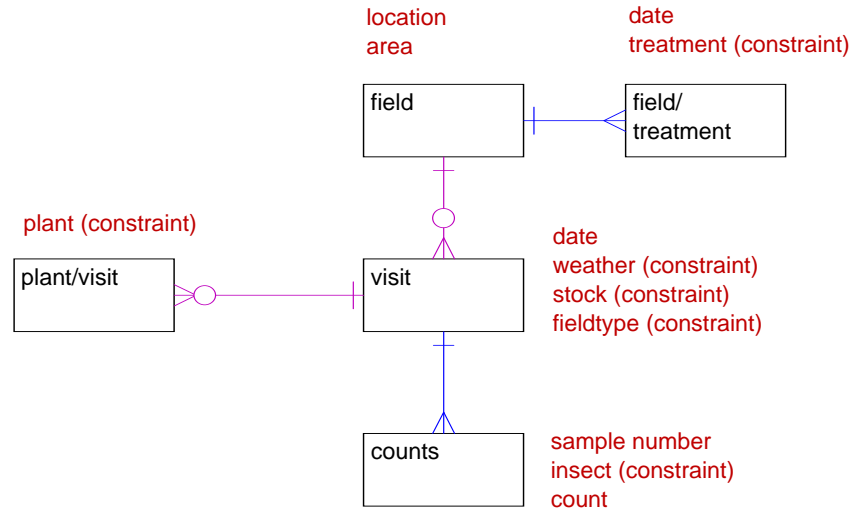 location
area
date
treatment (constraint)
field
field/
treatment
plant (constraint)
plant/visit
visit
date
weather (constraint)
stock (constraint)
fieldtype (constraint)
counts
sample number
insect (constraint)
count